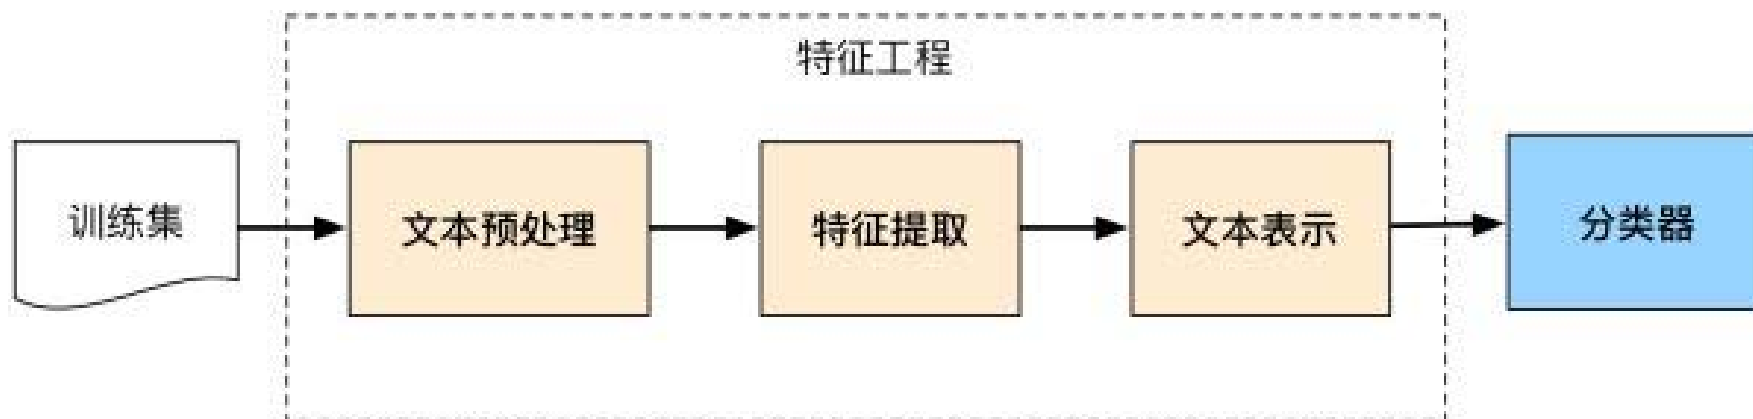 特征工程
训练集
文本预处理
特征提取
文本表示
分类器